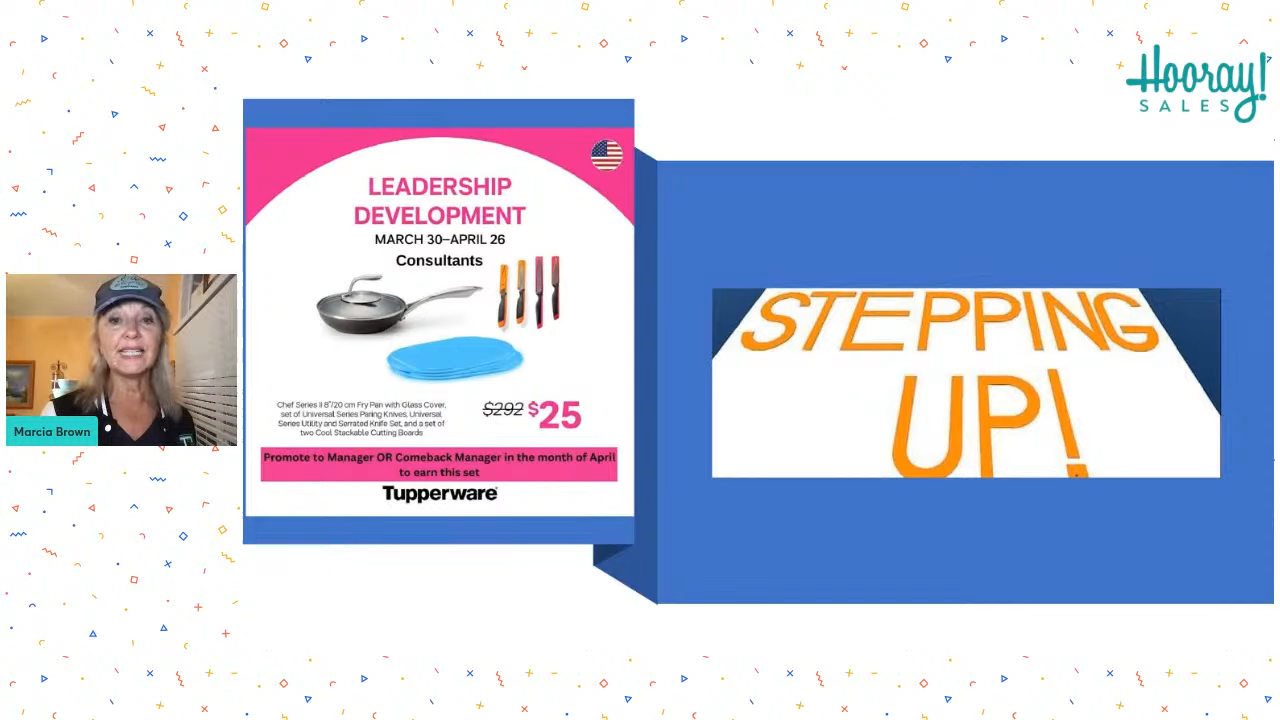 Hooray!
SALES
LEADERSHIP
DEVELOPMENT
MARCH 30–APRIL 26
Consultants
Chef Series II 8"/20 cm Fry Pan with Glass Cover,
set of Universal Series Paring Knives, Universal
Series Utility and Serrated Knife Set, and a set of
two Cool Stackable Cutting Boards
$292 $25
Promote to Manager OR Comeback Manager in the month of April
to earn this set
Tupperware
STEPPING
UP!
Marcia Brown